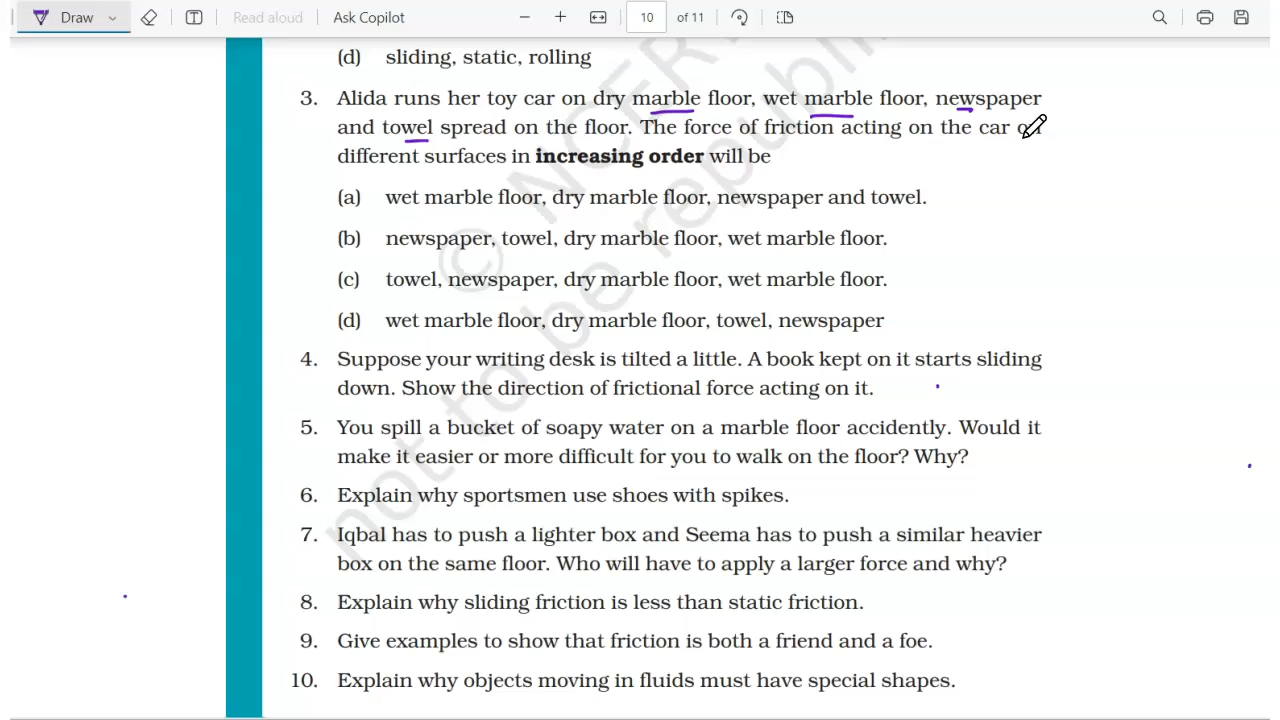 Draw Read aloud Ask Copilot 10 of 11
(d) sliding, static, rolling
3. Alida runs her toy car on dry marble floor, wet marble floor, newspaper
and towel spread on the floor. The force of friction acting on the car
different surfaces in increasing order will be
(a) wet marble floor, dry marble floor, newspaper and towel.
(b) newspaper, towel, dry marble floor, wet marble floor.
(c) towel, newspaper, dry marble floor, wet marble floor.
(d) wet marble floor, dry marble floor, towel, newspaper
4. Suppose your writing desk is tilted a little. A book kept on it starts sliding
down. Show the direction of frictional force acting on it.
5. You spill a bucket of soapy water on a marble floor accidently. Would it
make it easier or more difficult for you to walk on the floor? Why?
6. Explain why sportsmen use shoes with spikes.
7. Iqbal has to push a lighter box and Seema has to push a similar heavier
box on the same floor. Who will have to apply a larger force and why?
8. Explain why sliding friction is less than static friction.
9. Give examples to show that friction is both a friend and a foe.
10. Explain why objects moving in fluids must have special shapes.
© NCER
not to be republi